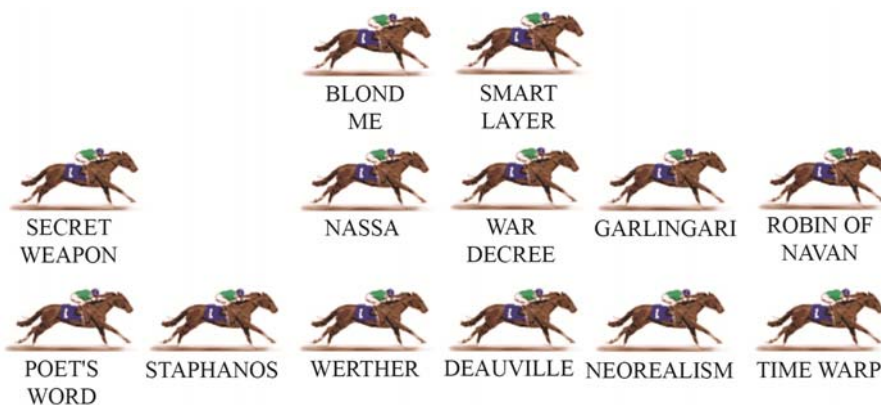 BLOND ME
SMART LAYER
SECRET WEAPON
NASSA
WAR DECREE
GARLINGARI
ROBIN OF NAVAN
POET'S WORD
STAPHANOS
WERTHER
DEAUVILLE
NEOREALISM
TIME WARP